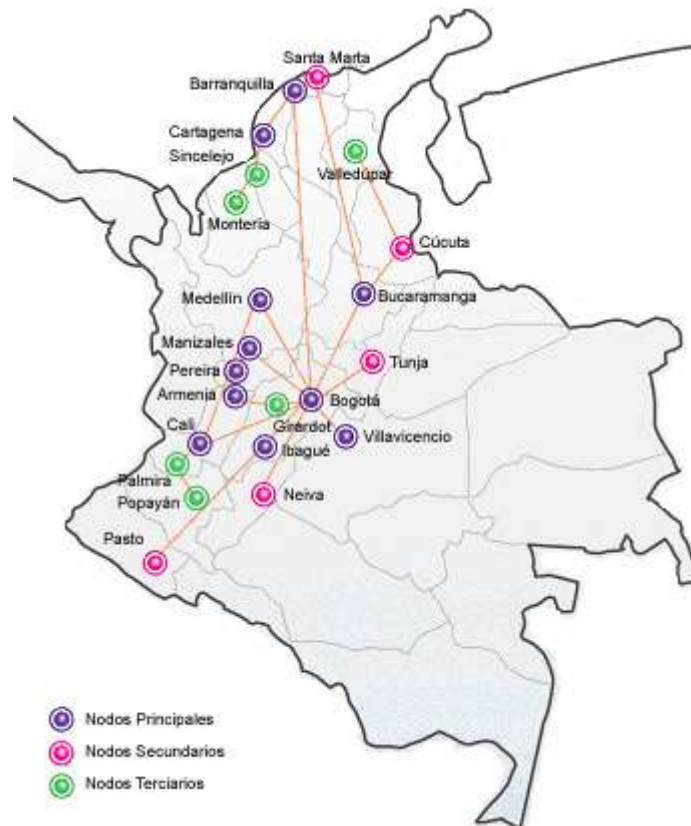 Santa Marta
Barranquilla
Cartagena
Sincelejo
Valledupar
Montería
Cúcuta
Medellín
Bucaramanga
Manizales
Pereira
Tunja
Armenia
Bogotá
Girardot
Cali
Villavicencio
Ibagué
Palmira
Popayán
Neiva
Pasto
Nodos Principales
Nodos Secundarios
Nodos Terciarios